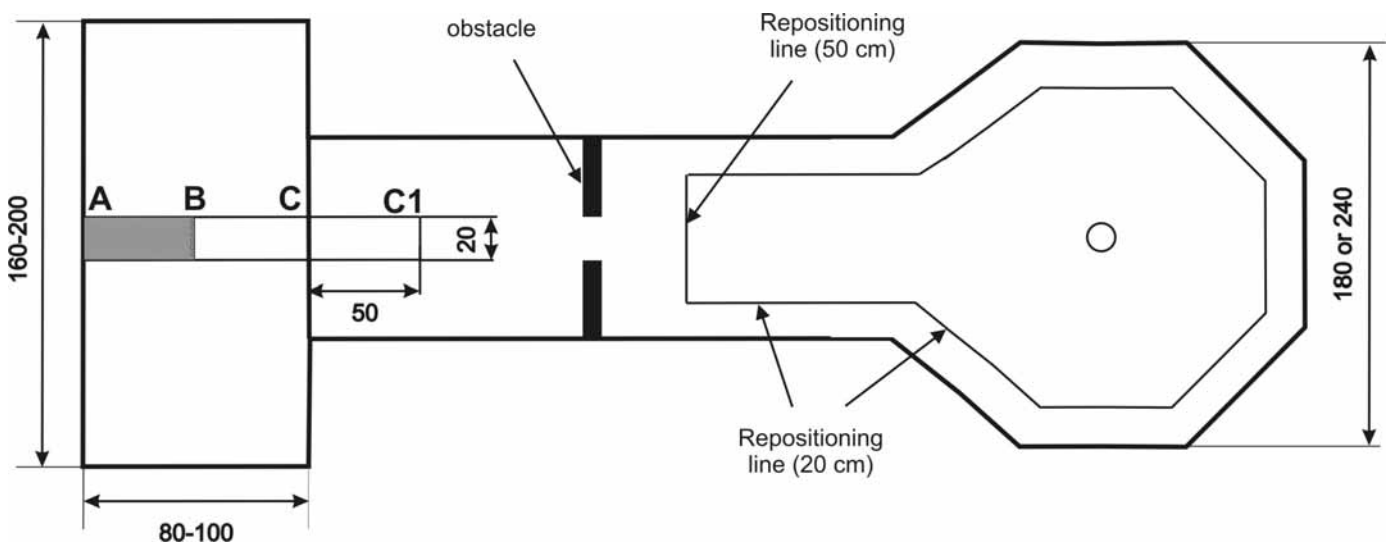 obstacle
Repositioning
line (50 cm)
A
B
C
C1
160-200
20
50
180 or 240
Repositioning
line (20 cm)
80-100